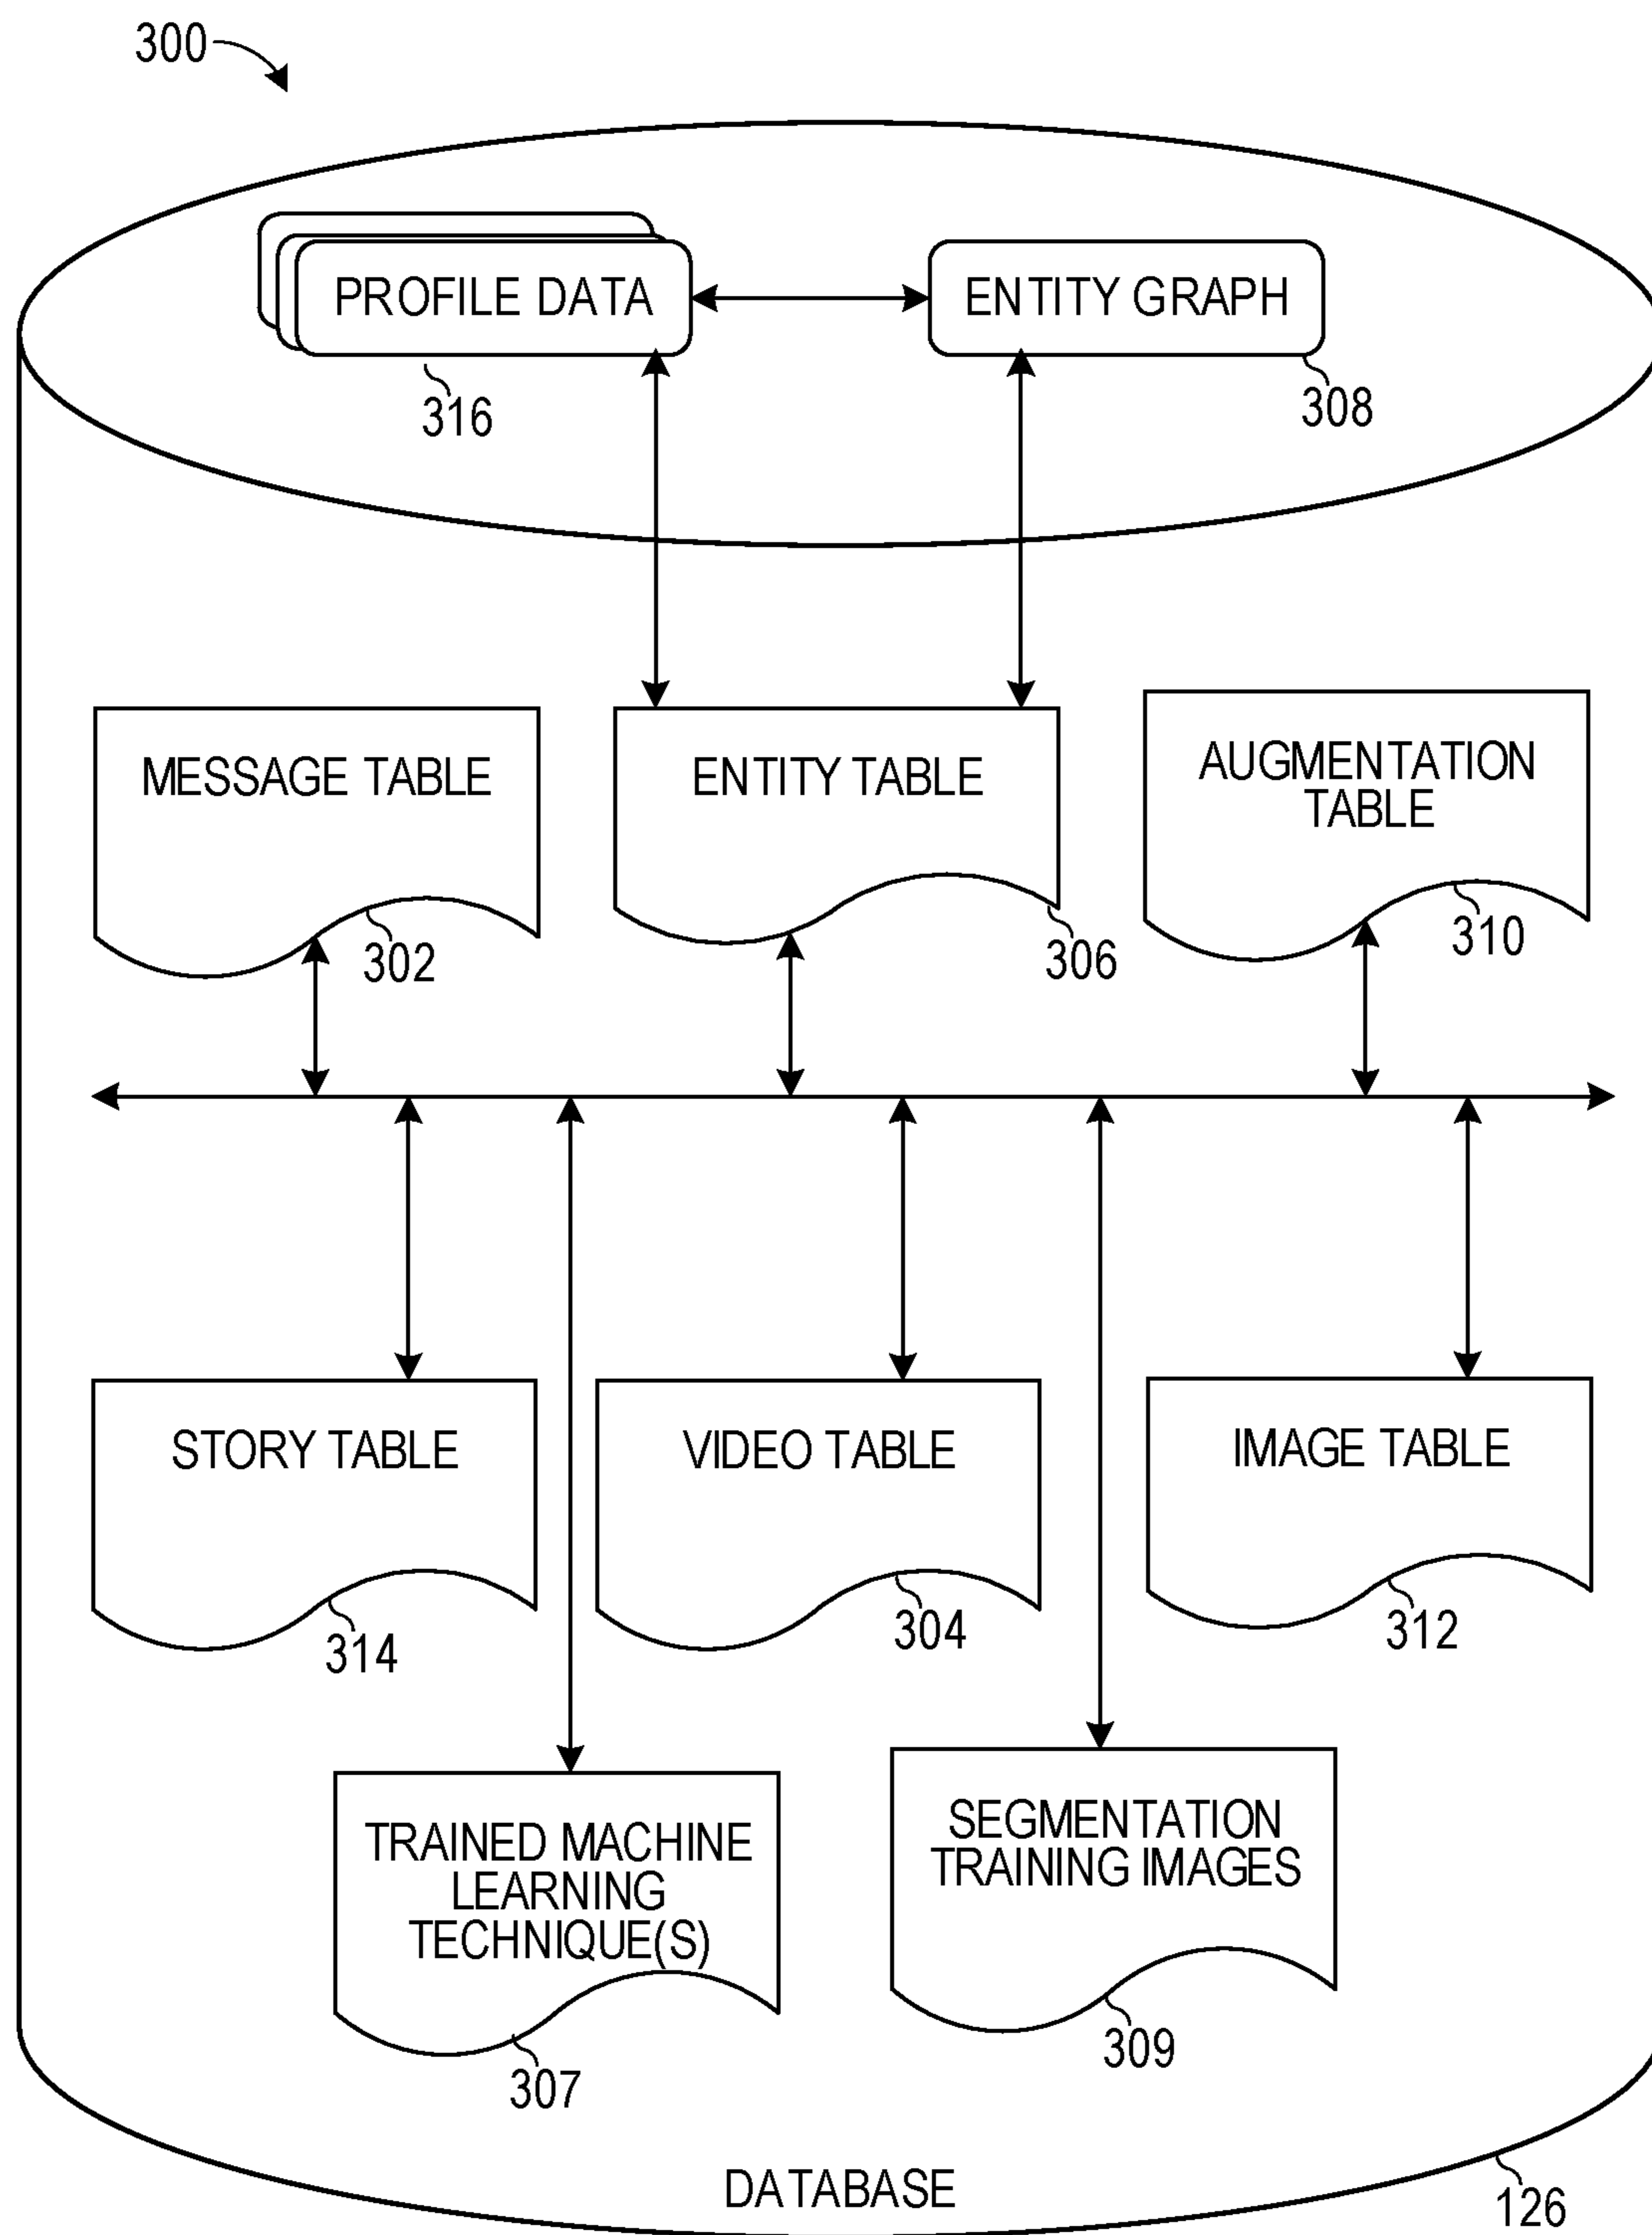 300
PROFILE DATA
ENTITY GRAPH
316
308
MESSAGE TABLE
ENTITY TABLE
AUGMENTATION
TABLE
302
306
310
STORY TABLE
VIDEO TABLE
IMAGE TABLE
314
304
312
TRAINED MACHINE
LEARNING
TECHNIQUE(S)
SEGMENTATION
TRAINING IMAGES
307
309
DATABASE
126